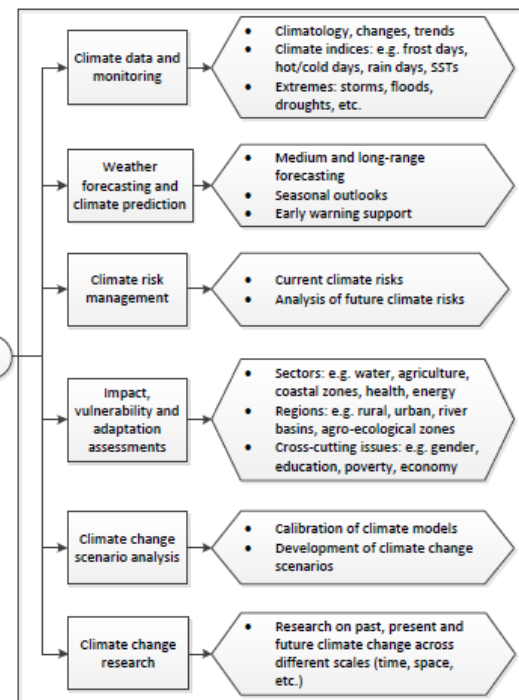 Climate data and
monitoring
• Climatology, changes, trends
• Climate indices: e.g. frost days,
hot/cold days, rain days, SSTs
• Extremes: storms, floods,
droughts, etc.
Weather
forecasting and
climate prediction
• Medium and long-range
forecasting
• Seasonal outlooks
• Early warning support
Climate risk
management
• Current climate risks
• Analysis of future climate risks
Impact,
vulnerability and
adaptation
assessments
• Sectors: e.g. water, agriculture,
coastal zones, health, energy
• Regions: e.g. rural, urban, river
basins, agro-ecological zones
• Cross-cutting issues: e.g. gender,
education, poverty, economy
Climate change
scenario analysis
• Calibration of climate models
• Development of climate change
scenarios
Climate change
research
• Research on past, present and
future climate change across
different scales (time, space,
etc.)